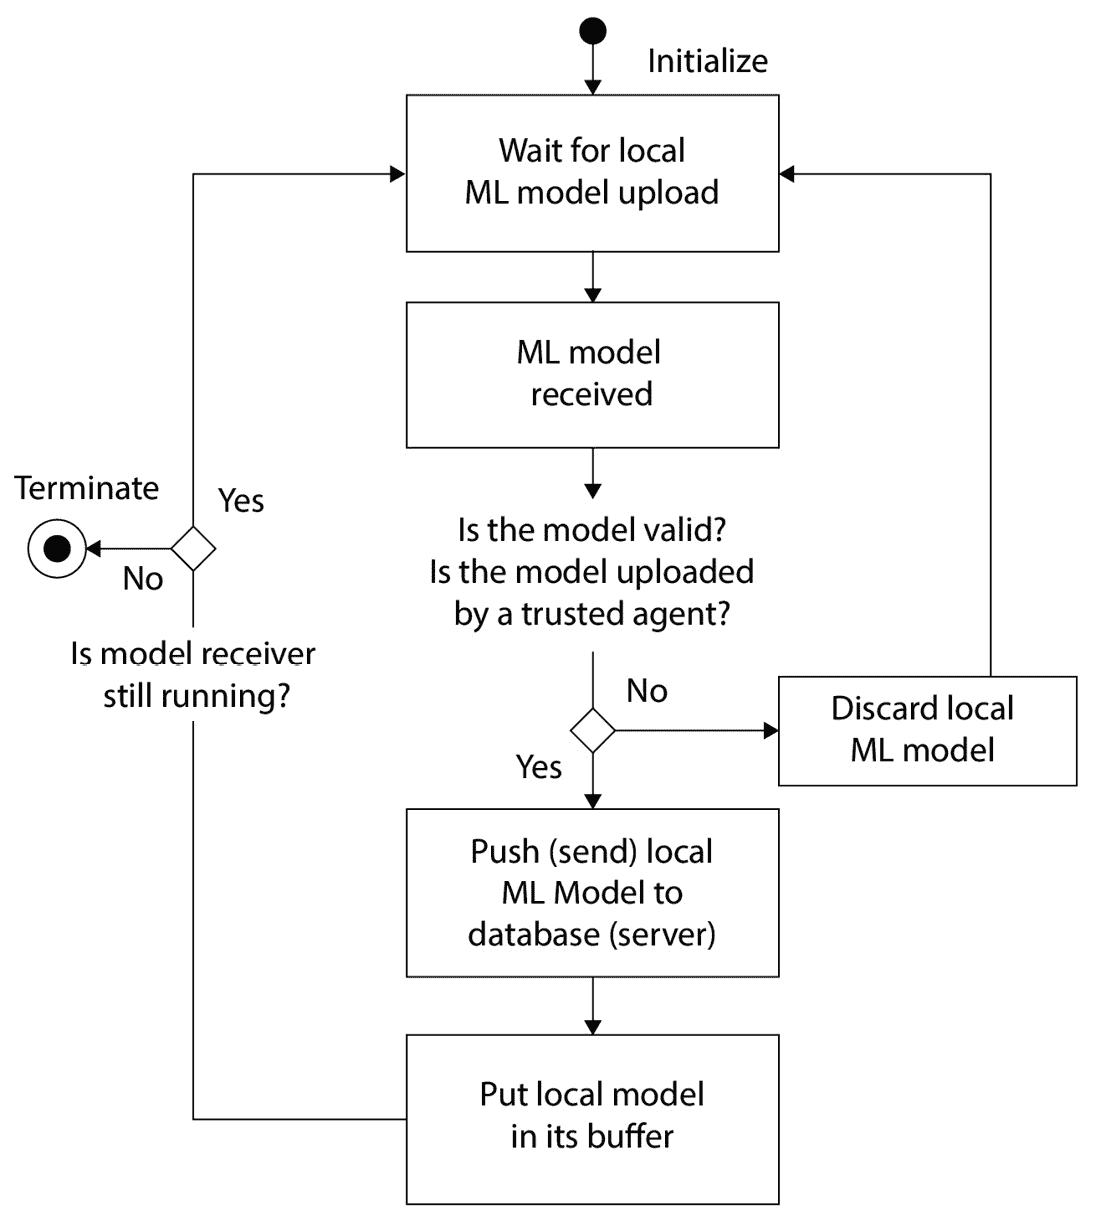 Initialize
Wait for local
ML model upload
ML model
received
Terminate
Yes
No
Is model receiver
still running?
Is the model valid?
Is the model uploaded
by a trusted agent?
No
Yes
Discard local
ML model
Push (send) local
ML Model to
database (server)
Put local model
in its buffer